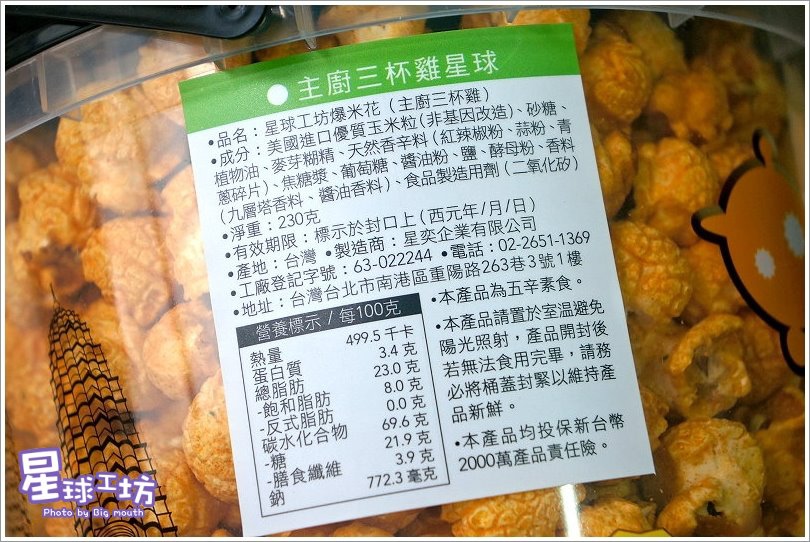 主廚三杯雞星球
•品名：星球工坊爆米花（主廚三杯雞）
•成分：美國進口優質玉米粒(非基因改造)、砂糖、
植物油、麥芽糊精、天然香辛料(紅辣椒粉、蒜粉、青
蔥碎片)、焦糖漿、葡萄糖、醬油粉、鹽、酵母粉、香料
(九層塔香料、醬油香料)、食品製造用劑(二氧化矽)
•淨重：230克
•有效期限：標示於封口上(西元年/月/日)
•產地：台灣 •製造商：星奕企業有限公司
•工廠登記字號：63-022244 •電話：02-2651-1369
•地址：台灣台北市南港區重陽路263巷3號1樓
營養標示 / 每100克
熱量 499.5 千卡
蛋白質 3.4 克
總脂肪 23.0 克
-飽和脂肪 8.0 克
-反式脂肪 0.0 克
碳水化合物 69.6 克
-糖 21.9 克
-膳食纖維 3.9 克
鈉 772.3 毫克
•本產品為五辛素食。
•本產品請置於室溫避免
陽光照射，產品開封後
若無法食用完畢，請務
必將桶蓋封緊以維持產
品新鮮。
•本產品均投保新台幣
2000萬產品責任險。
星球工坊
Photo by Big mouth